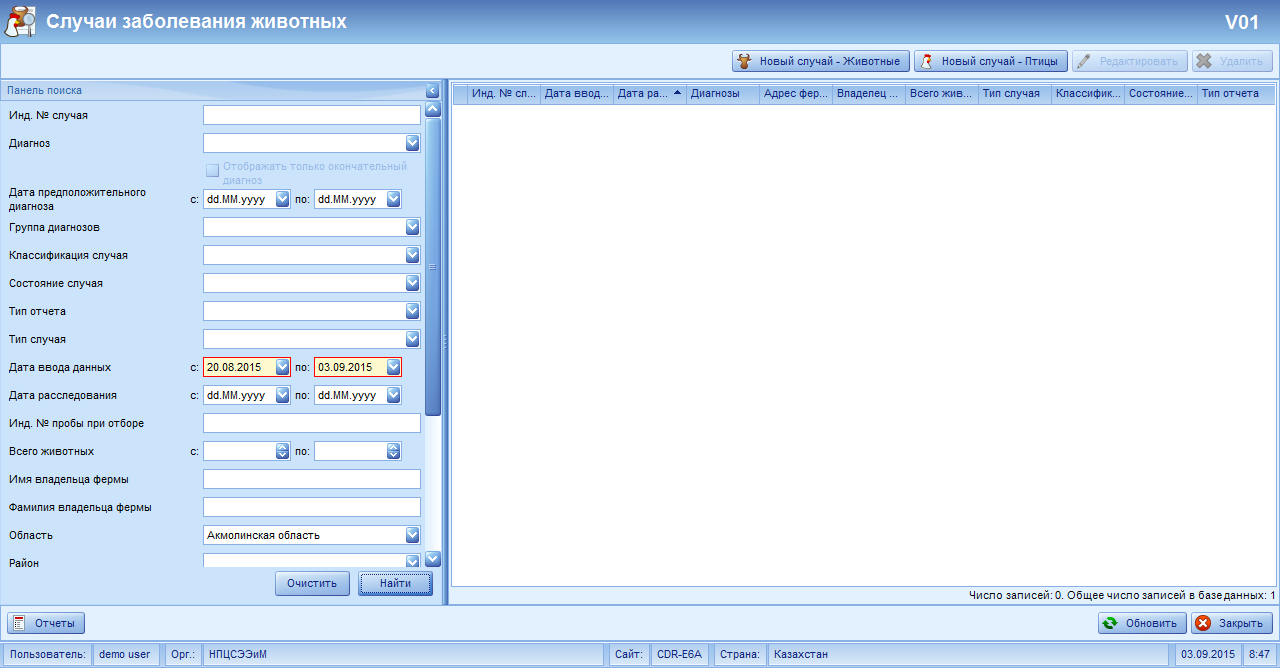 Случаи заболевания животных
V01
Новый случай - Животные
Новый случай - Птицы
Редактировать
Удалить
Панель поиска
Инд. № случая
Диагноз
Отображать только окончательный
диагноз
Дата предположительного
диагноза
с: dd.MM.yyyy по: dd.MM.yyyy
Группа диагнозов
Классификация случая
Состояние случая
Тип отчета
Тип случая
Дата ввода данных с: 20.08.2015 по: 03.09.2015
Дата расследования с: dd.MM.yyyy по: dd.MM.yyyy
Инд. № пробы при отборе
Всего животных с: по:
Имя владельца фермы
Фамилия владельца фермы
Область Акмолинская область
Район
Очистить Найти
Инд. № сл... Дата ввод... Дата ра... Диагнозы Адрес фер... Владелец ... Всего жив... Тип случая Классифик... Состояние... Тип отчета
Число записей: 0. Общее число записей в базе данных: 1
Отчеты
Обновить
Закрыть
Пользователь: demo user Орг.: НПЦСЭЭиМ Сайт: CDR-E6A Страна: Казахстан 03.09.2015 8:47